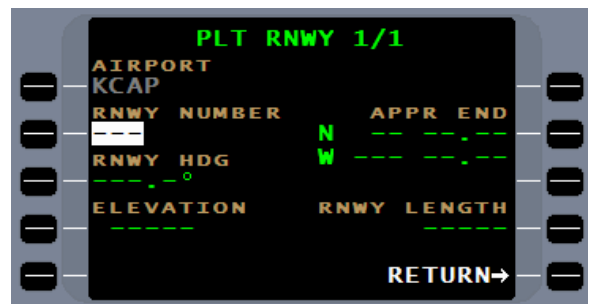 PLT RNWY 1/1
AIRPORT
KCAP
RNWY NUMBER APPR END
--- N -- --.--
RNWY HDG W --- --.--
---.-°
ELEVATION RNWY LENGTH
----- -----
RETURN→